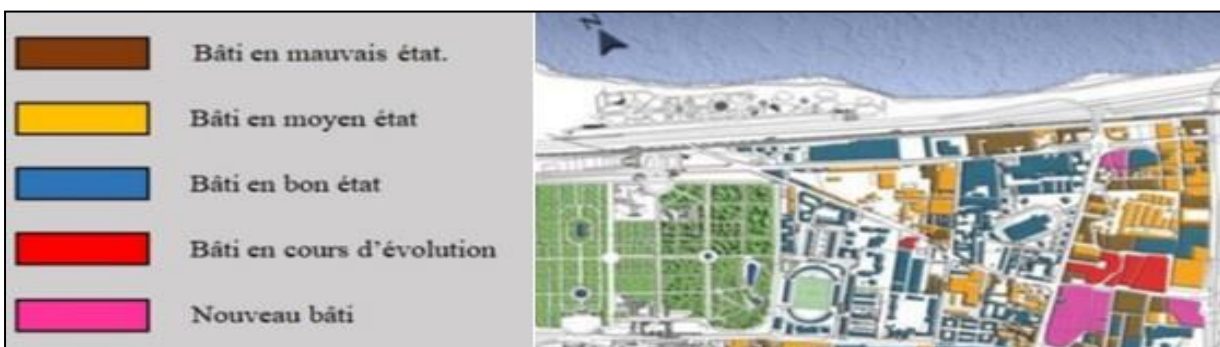 Bâti en mauvais état.
Bâti en moyen état
Bâti en bon état
Bâti en cours d'évolution
Nouveau bâti
N